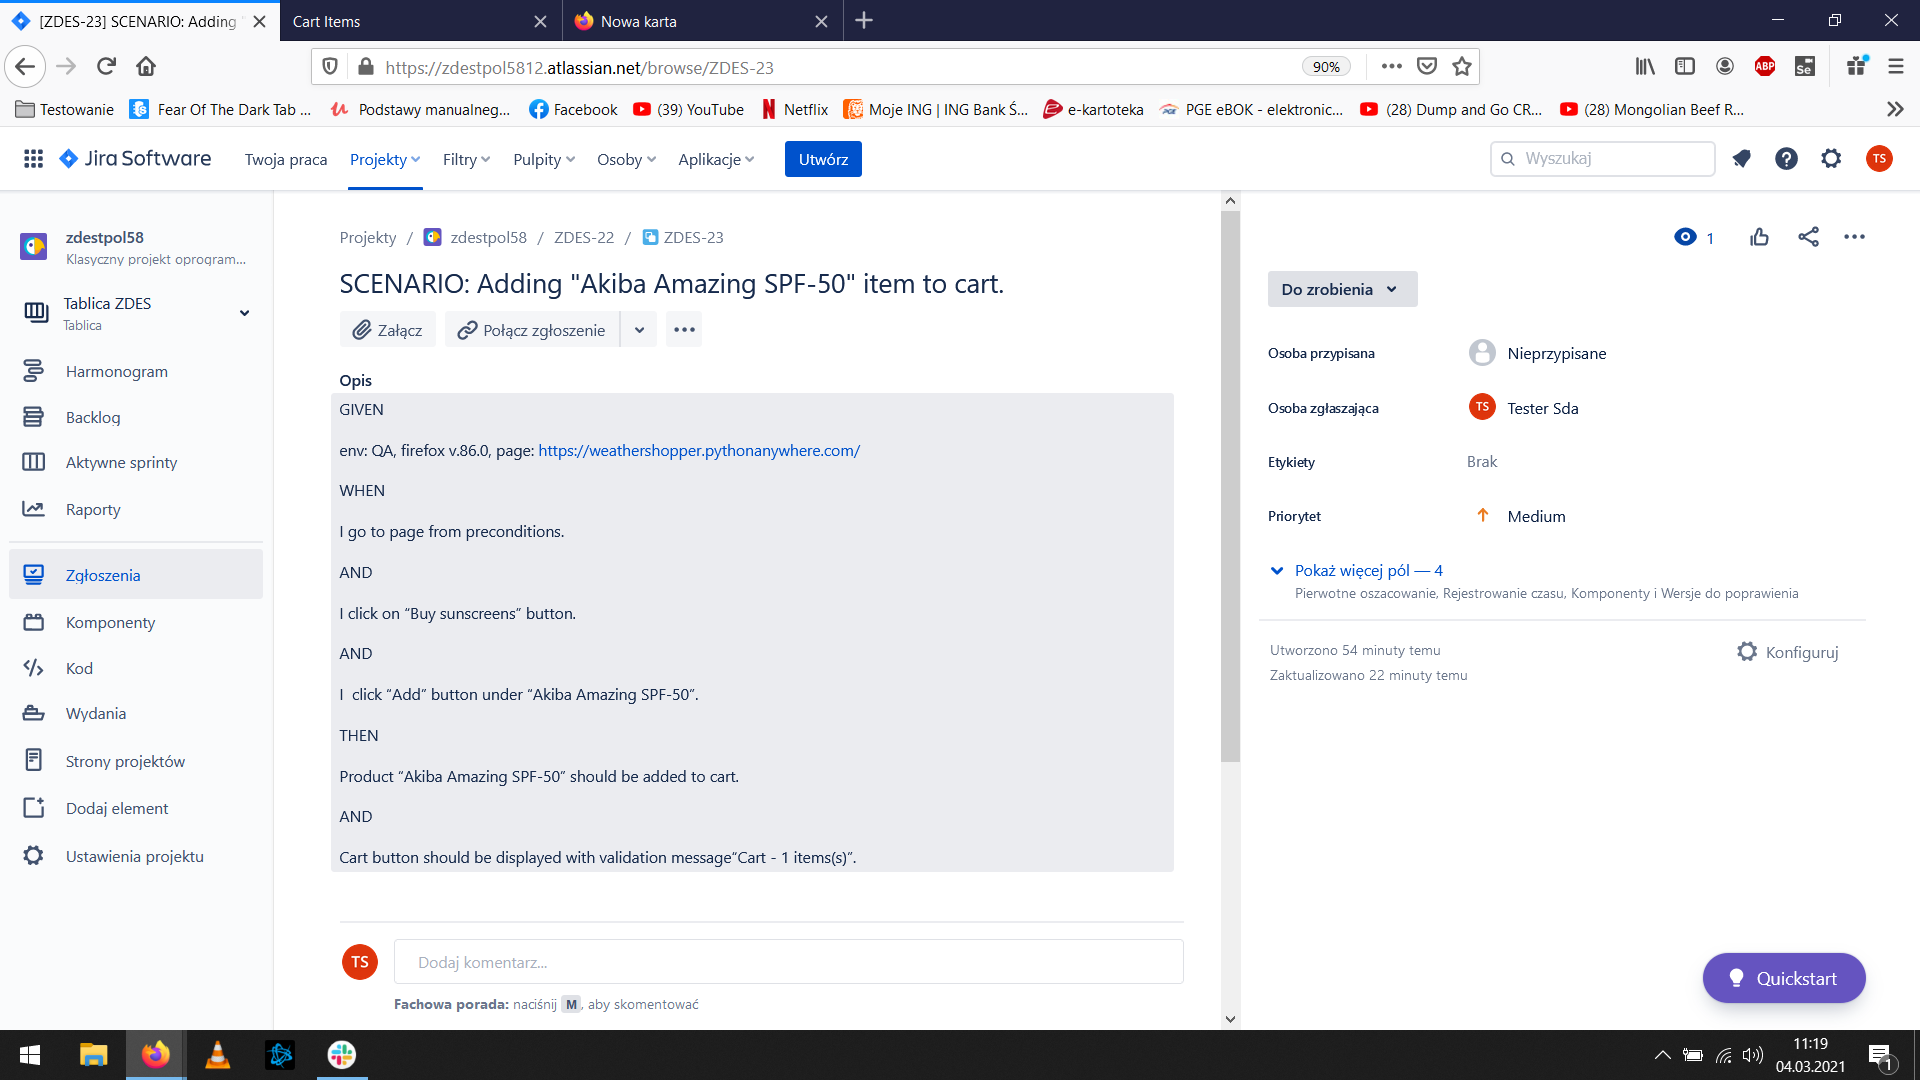 [ZDES-23] SCENARIO: Adding "
Cart Items
Nowa karta
https://zdestpol5812.atlassian.net/browse/ZDES-23
90%
ABP
Se
Testowanie
Fear Of The Dark Tab ...
Podstawy manualneg...
Facebook
(39) YouTube
Netflix
Moje ING | ING Bank Ś...
e-kartoteka
PGE eBOK - elektronic...
(28) Dump and Go CR...
(28) Mongolian Beef R...
Jira Software
Twoja praca
Projekty
Filtry
Pulpity
Osoby
Aplikacje
Utwórz
Wyszukaj
TS
zdestpol58
Klasyczny projekt oprogram...
Tablica ZDES
Tablica
Harmonogram
Backlog
Aktywne sprinty
Raporty
Zgłoszenia
Komponenty
Kod
Wydania
Strony projektów
Dodaj element
Ustawienia projektu
Projekty / zdestpol58 / ZDES-22 / ZDES-23
SCENARIO: Adding "Akiba Amazing SPF-50" item to cart.
Załącz
Połącz zgłoszenie
Opis
GIVEN
env: QA, firefox v.86.0, page: https://weathershopper.pythonanywhere.com/
WHEN
I go to page from preconditions.
AND
I click on “Buy sunscreens” button.
AND
I  click “Add” button under “Akiba Amazing SPF-50”.
THEN
Product “Akiba Amazing SPF-50” should be added to cart.
AND
Cart button should be displayed with validation message“Cart - 1 items(s)”.
TS
Dodaj komentarz...
Fachowa porada: naciśnij M, aby skomentować
1
Do zrobienia
Osoba przypisana
Nieprzypisane
Osoba zgłaszająca
TS
Tester Sda
Etykiety
Brak
Priorytet
Medium
Pokaż więcej pól — 4
Pierwotne oszacowanie, Rejestrowanie czasu, Komponenty i Wersje do poprawienia
Utworzono 54 minuty temu
Konfiguruj
Zaktualizowano 22 minuty temu
Quickstart
11:19
04.03.2021
1